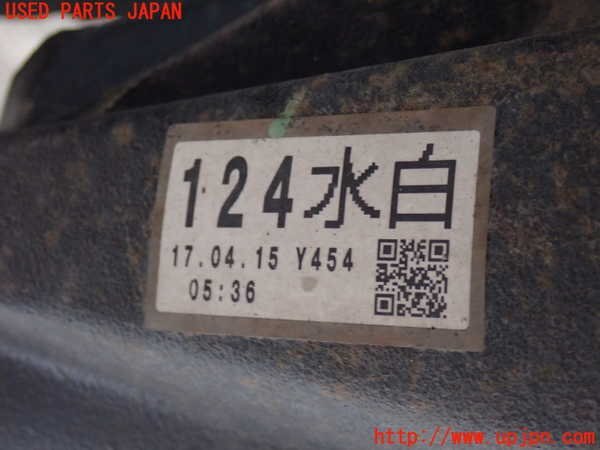 USED PARTS JAPAN
124水白
17.04.15 Y454
05:36
http://www.upjpn.com